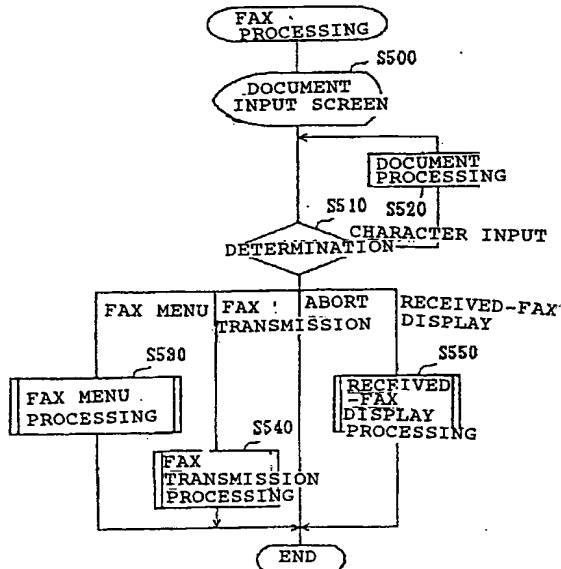 FAX
PROCESSING
S500
DOCUMENT
INPUT SCREEN
DOCUMENT
PROCESSING
S520
S510
DETERMINATION
CHARACTER INPUT
FAX MENU
FAX
TRANSMISSION
ABORT
RECEIVED-FAX
DISPLAY
S530
FAX MENU
PROCESSING
S540
FAX
TRANSMISSION
PROCESSING
S550
RECEIVED
-FAX
DISPLAY
PROCESSING
END